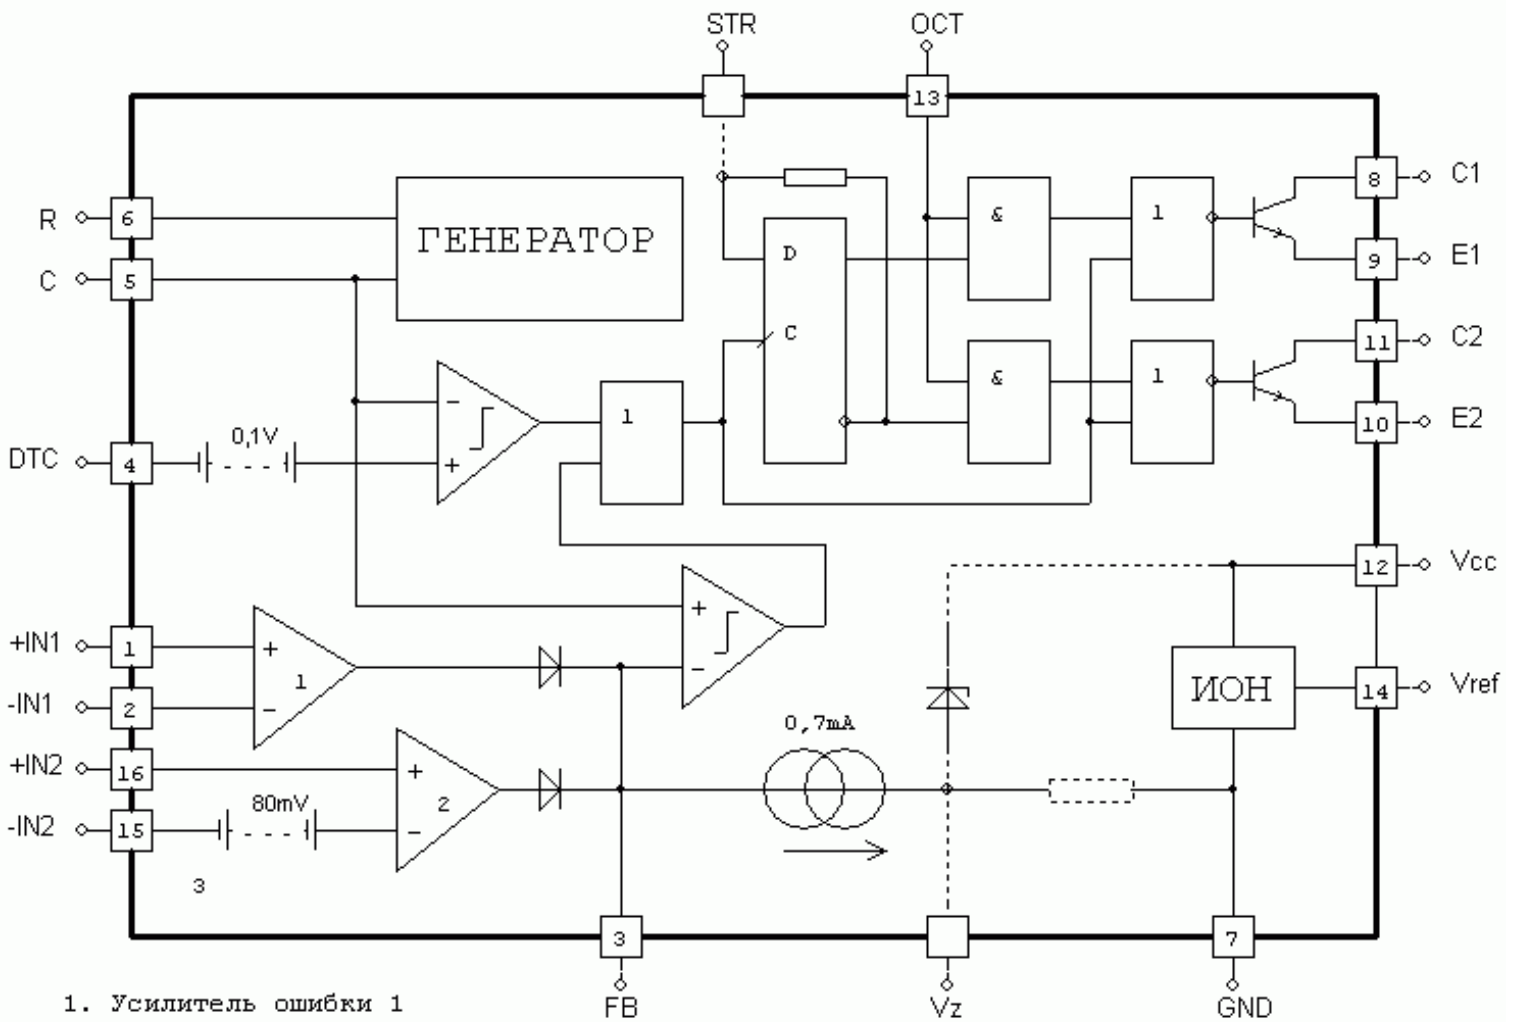 STR
OCT
13
8
C1
R
6
ГЕНЕРАТОР
&
1
9
E1
D
C
5
C
11
C2
&
1
1
10
E2
0,1V
DTC
4
-
+
12
Vcc
+IN1
1
+
-
1
+
-
ИОН
14
Vref
-IN1
2
0,7mA
+IN2
16
+
-
2
80mV
-IN2
15
3
3
7
1. Усилитель ошибки 1
FB
Vz
GND